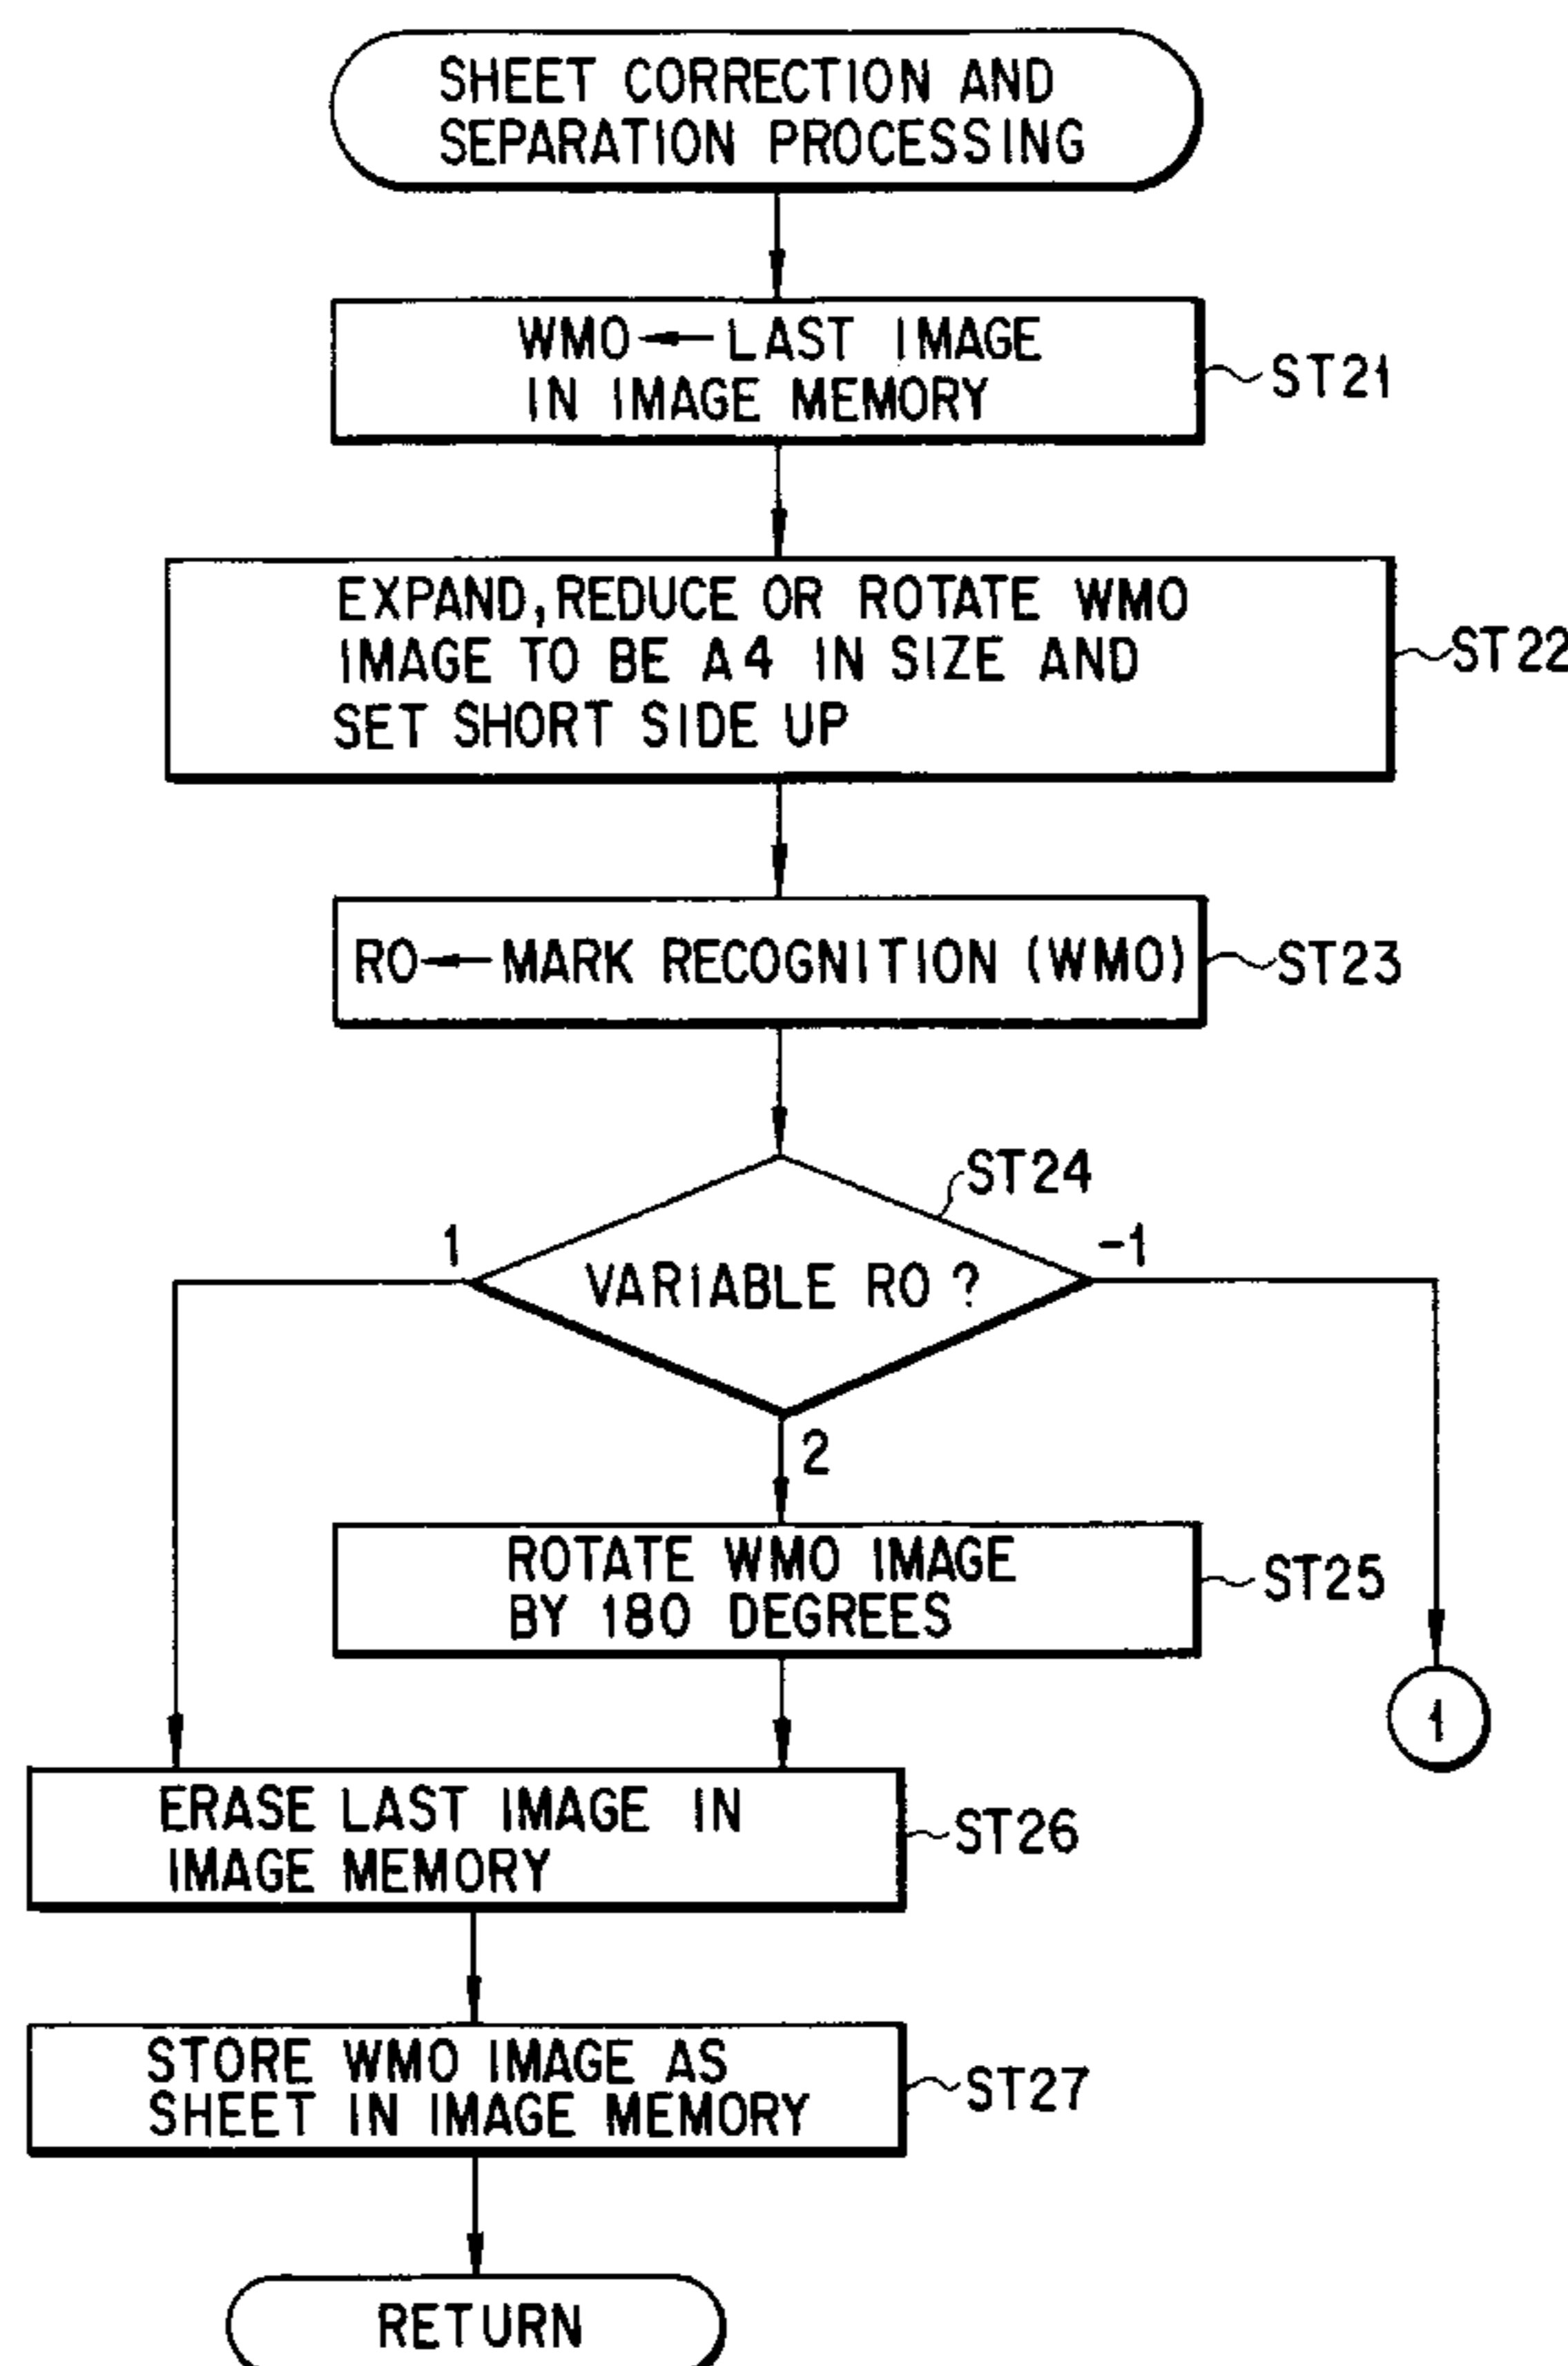 SHEET CORRECTION AND
SEPARATION PROCESSING
WMO←LAST IMAGE
IN IMAGE MEMORY
ST21
EXPAND, REDUCE OR ROTATE WMO
IMAGE TO BE A4 IN SIZE AND
SET SHORT SIDE UP
ST22
RO←MARK RECOGNITION (WMO)
ST23
ST24
1
VARIABLE RO ?
-1
2
ROTATE WMO IMAGE
BY 180 DEGREES
ST25
1
ERASE LAST IMAGE IN
IMAGE MEMORY
ST26
STORE WMO IMAGE AS
SHEET IN IMAGE MEMORY
ST27
RETURN